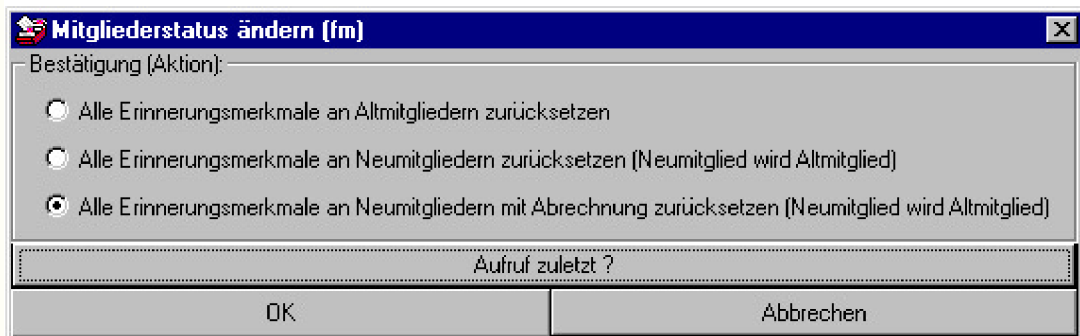 Mitgliederstatus ändern (fm)
Bestätigung (Aktion):
Alle Erinnerungsmerkmale an Altmitgliedern zurücksetzen
Alle Erinnerungsmerkmale an Neumitgliedern zurücksetzen (Neumitglied wird Altmitglied)
Alle Erinnerungsmerkmale an Neumitgliedern mit Abrechnung zurücksetzen (Neumitglied wird Altmitglied)
Aufruf zuletzt ?
OK Abbrechen